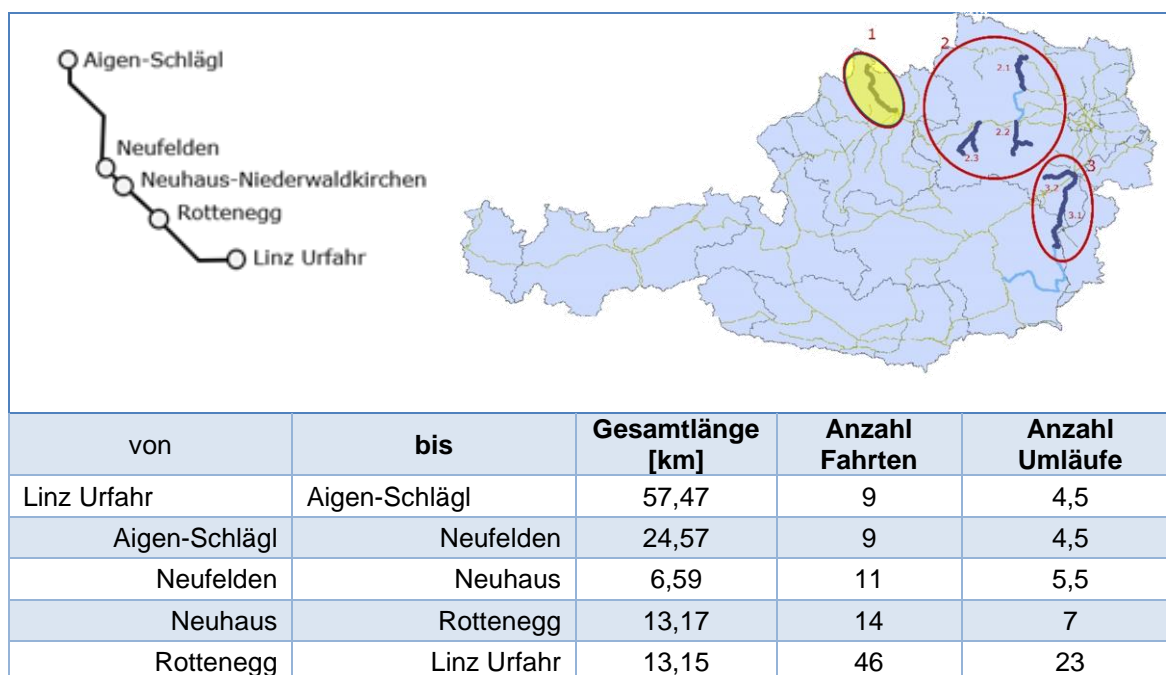 1
2
2.1
Aigen-Schlägl
2.2
2.3
Neufelden
3
Neuhaus-Niederwaldkirchen
Rottenegg
3.1
Linz Urfahr
von bis Gesamtlänge [km] Anzahl Fahrten Anzahl Umläufe
Linz Urfahr Aigen-Schlägl 57,47 9 4,5
Aigen-Schlägl Neufelden 24,57 9 4,5
Neufelden Neuhaus 6,59 11 5,5
Neuhaus Rottenegg 13,17 14 7
Rottenegg Linz Urfahr 13,15 46 23